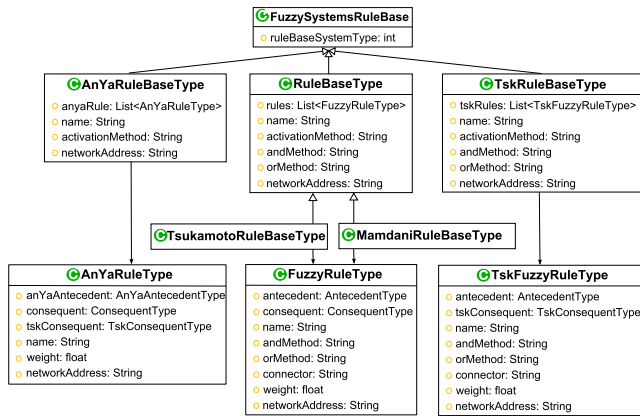 FuzzySystemsRuleBase
ruleBaseSystemType: int
AnYaRuleBaseType
anyaRule: List<AnYaRuleType>
name: String
activationMethod: String
networkAddress: String
RuleBaseType
rules: List<FuzzyRuleType>
name: String
activationMethod: String
andMethod: String
orMethod: String
networkAddress: String
TskRuleBaseType
tskRules: List<TskFuzzyRuleType>
name: String
activationMethod: String
andMethod: String
orMethod: String
networkAddress: String
TsukamotoRuleBaseType
MamdaniRuleBaseType
AnYaRuleType
anYaAntecedent: AnYaAntecedentType
consequent: ConsequentType
tskConsequent: TskConsequentType
name: String
weight: float
networkAddress: String
FuzzyRuleType
antecedent: AntecedentType
consequent: ConsequentType
name: String
andMethod: String
orMethod: String
connector: String
weight: float
networkAddress: String
TskFuzzyRuleType
antecedent: AntecedentType
tskConsequent: TskConsequentType
name: String
andMethod: String
orMethod: String
connector: String
weight: float
networkAddress: String